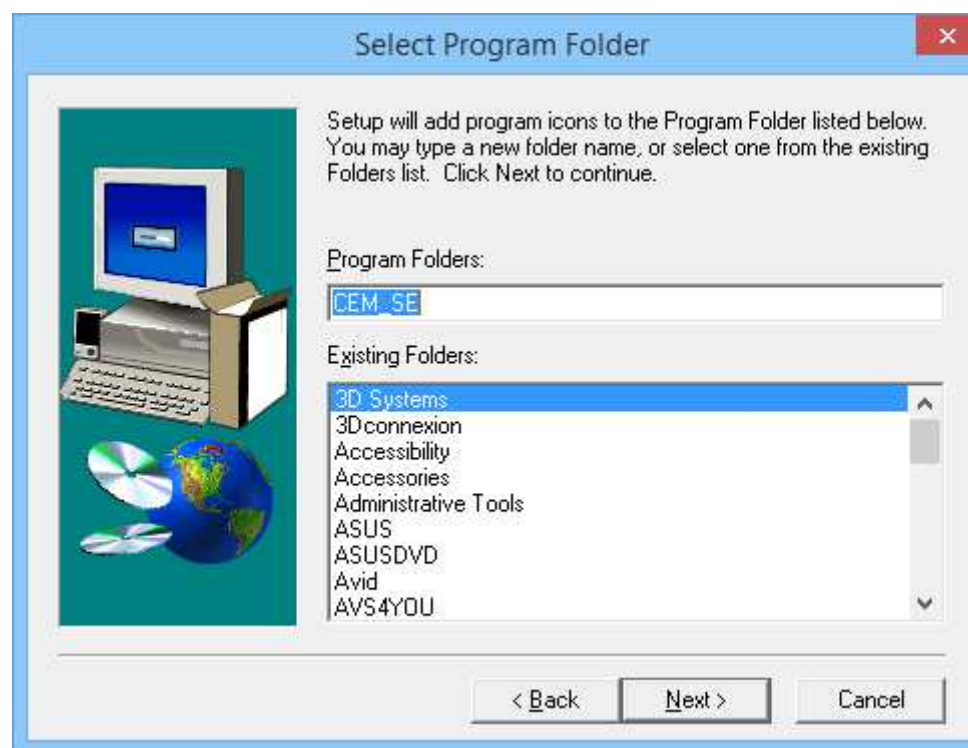 Select Program Folder
Setup will add program icons to the Program Folder listed below.
You may type a new folder name, or select one from the existing
Folders list.  Click Next to continue.
Program Folders:
CEM_SE
Existing Folders:
3D Systems
3Dconnexion
Accessibility
Accessories
Administrative Tools
ASUS
ASUSDVD
Avid
AVS4YOU
< Back
Next >
Cancel